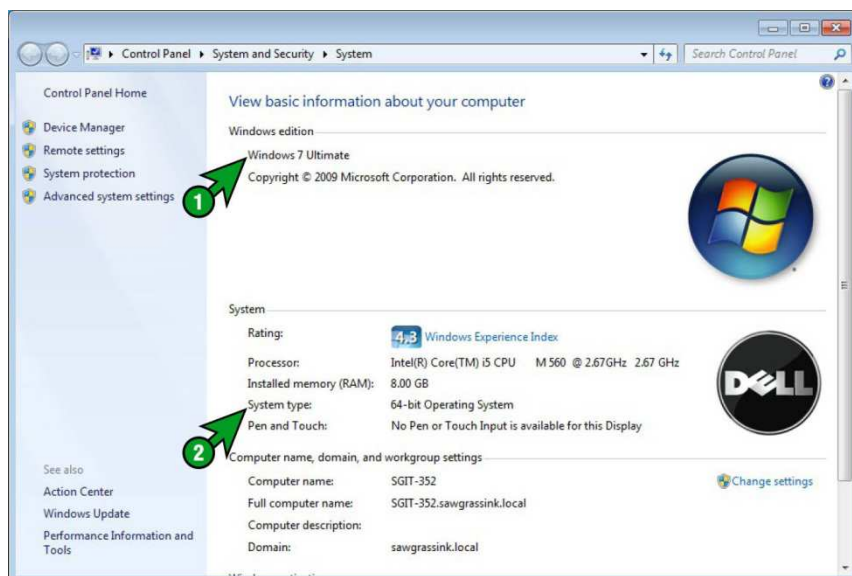 Control Panel ▸ System and Security ▸ System
Search Control Panel
Control Panel Home
Device Manager
Remote settings
System protection
Advanced system settings
See also
Action Center
Windows Update
Performance Information and
Tools
View basic information about your computer
Windows edition
Windows 7 Ultimate
Copyright © 2009 Microsoft Corporation. All rights reserved.
1
System
Rating:
4,3 Windows Experience Index
Processor: Intel(R) Core(TM) i5 CPU M 560 @ 2.67GHz 2.67 GHz
Installed memory (RAM): 8.00 GB
System type: 64-bit Operating System
Pen and Touch: No Pen or Touch Input is available for this Display
DELL
2
Computer name, domain, and workgroup settings
Computer name: SGIT-352
Change settings
Full computer name: SGIT-352.sawgrassink.local
Computer description:
Domain: sawgrassink.local